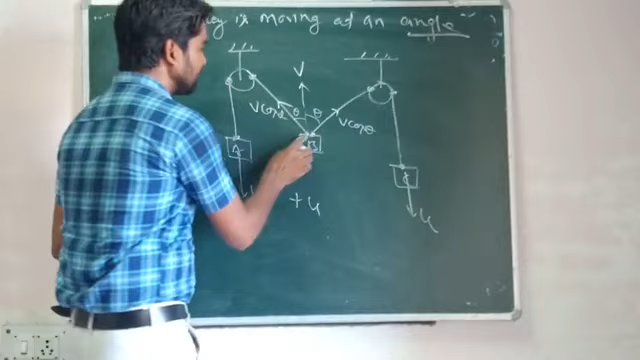 is moving at an angle
V
θ θ
V cosθ
V cosθ
A
B
A
+ u
u